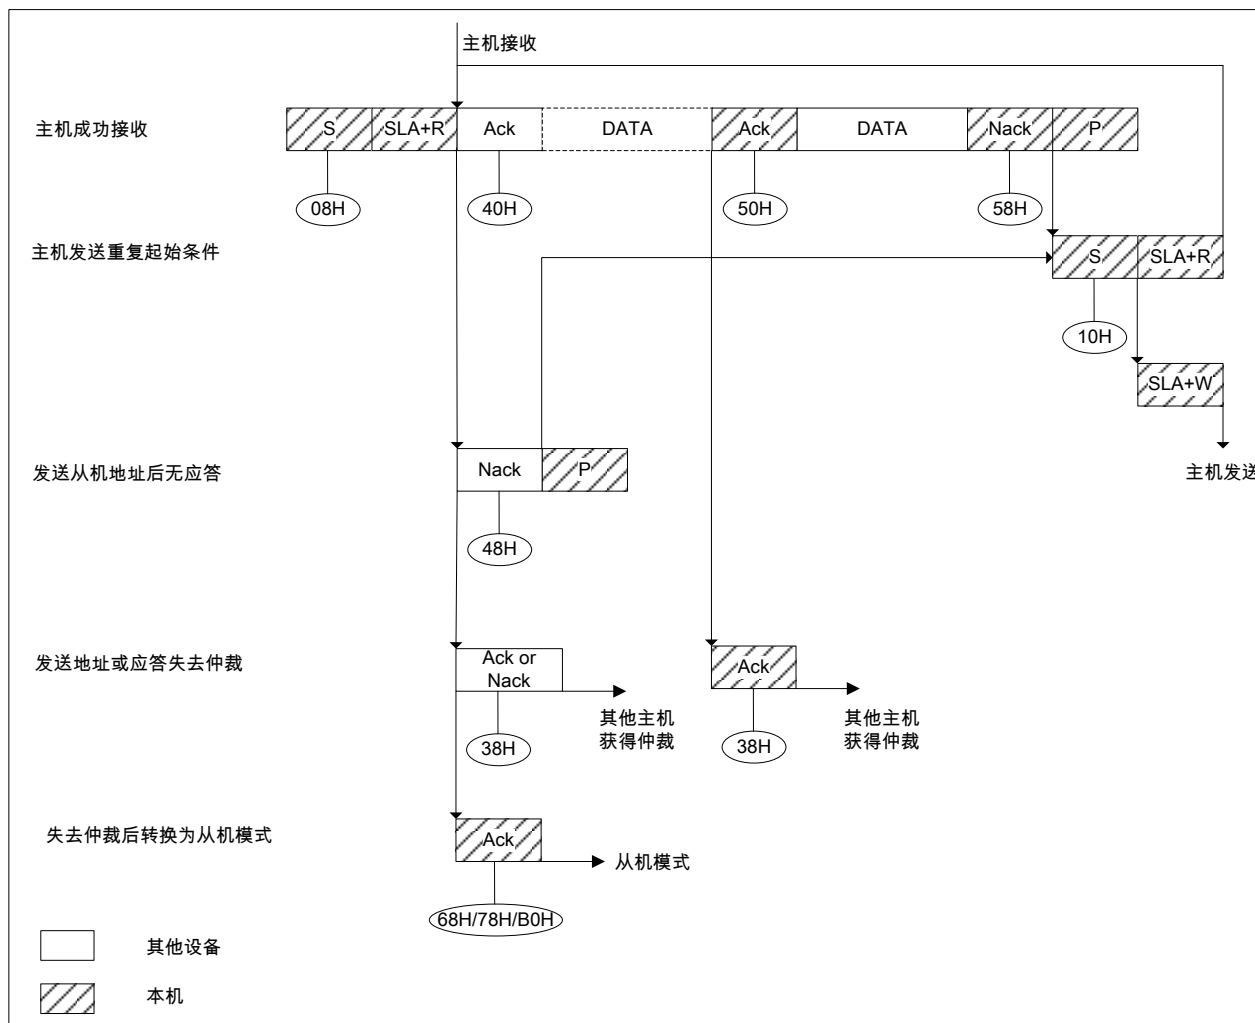 主机接收
主机成功接收
S SLA+R Ack DATA Ack DATA Nack P
08H 40H 50H 58H
主机发送重复起始条件
S SLA+R
10H
SLA+W
发送从机地址后无应答
Nack P
主机发送
48H
发送地址或应答失去仲裁
Ack or
Nack
Ack
其他主机
获得仲裁
其他主机
获得仲裁
38H 38H
失去仲裁后转换为从机模式
Ack
从机模式
68H/78H/B0H
其他设备
本机